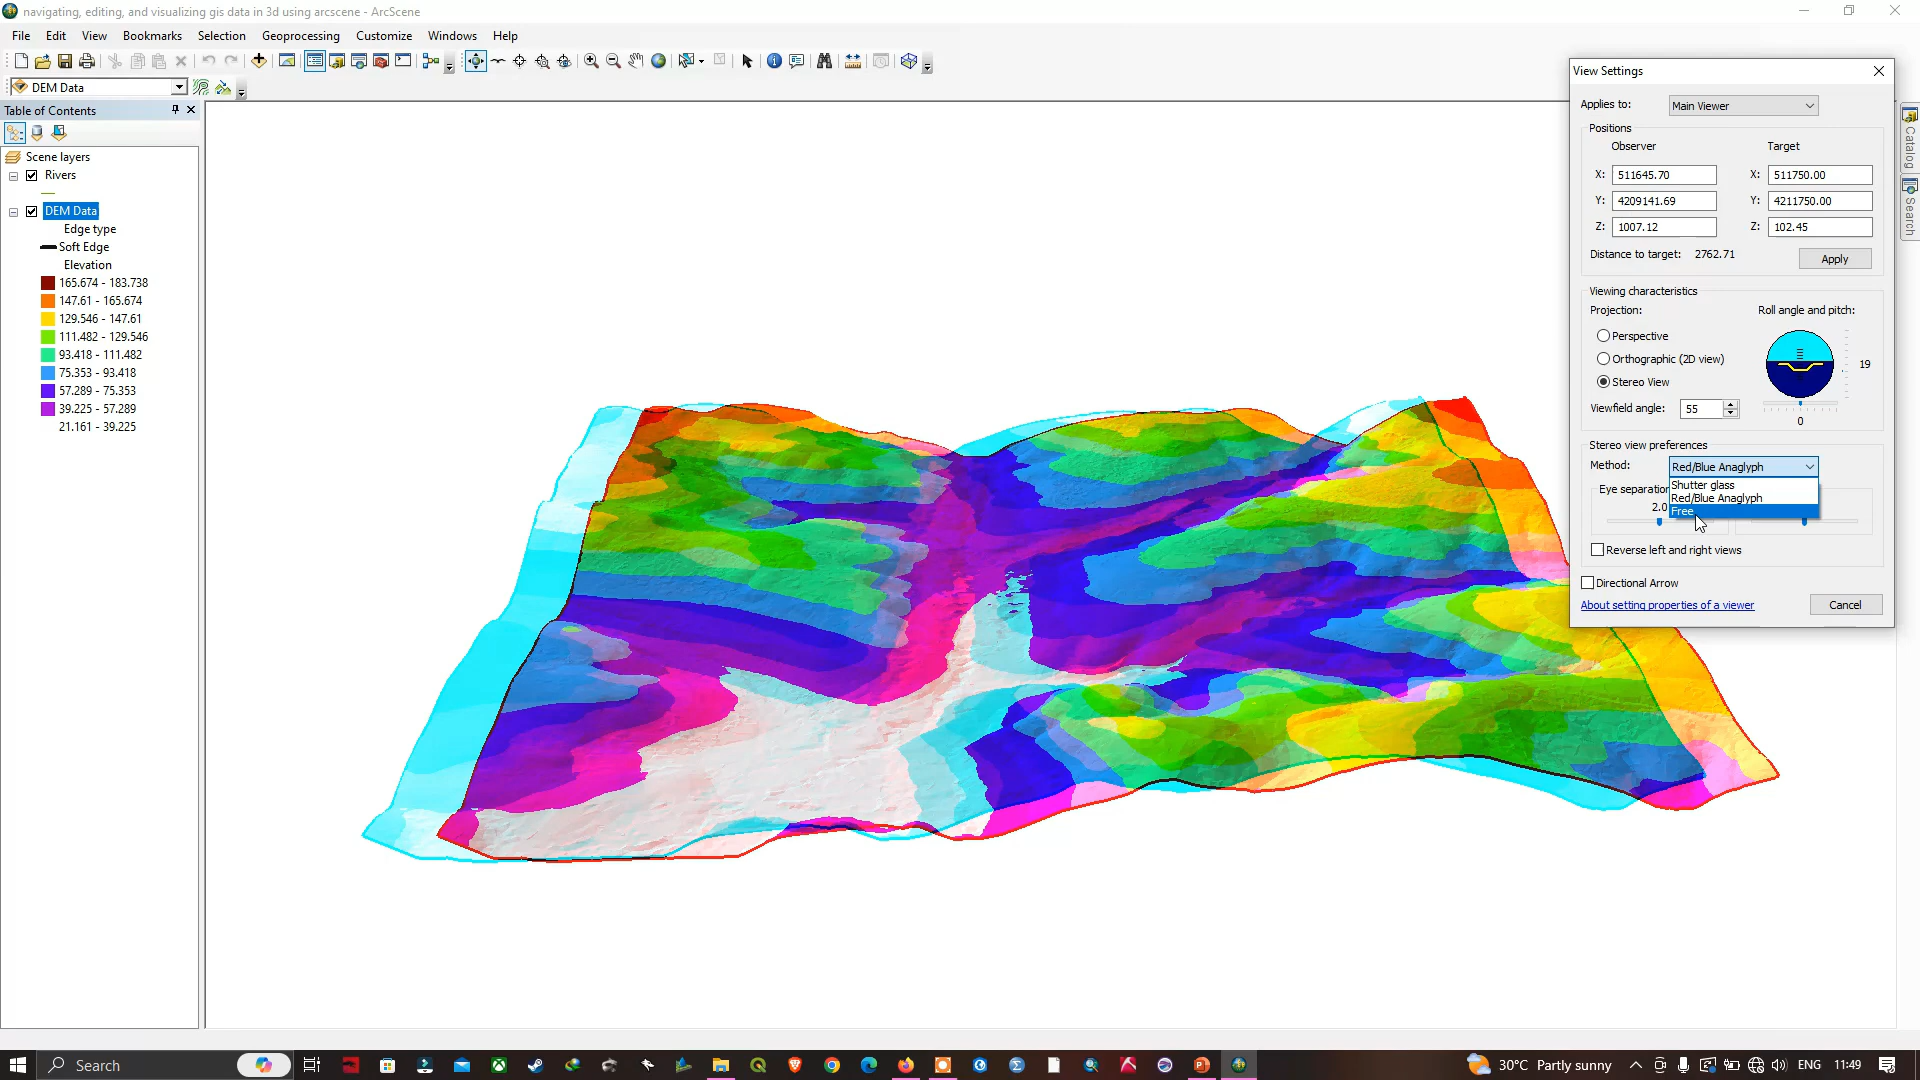 navigating, editing, and visualizing gis data in 3d using arcscene - ArcScene
File Edit View Bookmarks Selection Geoprocessing Customize Windows Help
DEM Data
Table of Contents
Scene layers
Rivers
DEM Data
Edge type
Soft Edge
Elevation
165.674 - 183.738
147.61 - 165.674
129.546 - 147.61
111.482 - 129.546
93.418 - 111.482
75.353 - 93.418
57.289 - 75.353
39.225 - 57.289
21.161 - 39.225
View Settings
Applies to: Main Viewer
Positions
Observer Target
X: 511645.70 X: 511750.00
Y: 4209141.69 Y: 4211750.00
Z: 1007.12 Z: 102.45
Distance to target: 2762.71
Apply
Viewing characteristics
Projection: Roll angle and pitch:
Perspective
Orthographic (2D view)
19
Stereo View
Viewfield angle: 55
0
Stereo view preferences
Method: Red/Blue Anaglyph
Shutter glass
Red/Blue Anaglyph
Free
Eye separation
2.0
Reverse left and right views
Directional Arrow
About setting properties of a viewer
Cancel
Catalog
Search
Search
30°C Partly sunny
ENG
11:49